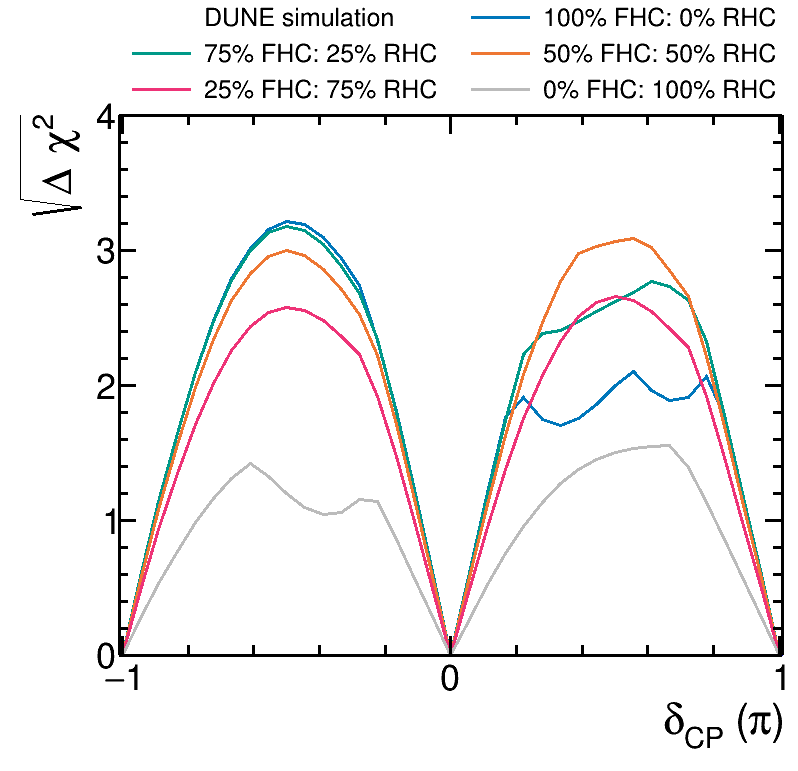 DUNE simulation
100% FHC: 0% RHC
75% FHC: 25% RHC
50% FHC: 50% RHC
25% FHC: 75% RHC
0% FHC: 100% RHC
√Δ χ²
4
3
2
1
0
−1 0 1
δ_CP (π)